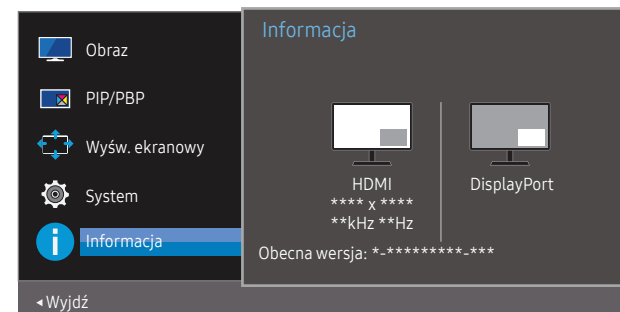 Obraz
PIP/PBP
Wyśw. ekranowy
System
Informacja
Informacja
HDMI
**** x ****
**kHz **Hz
DisplayPort
Obecna wersja: *-*********-***
Wyjdź